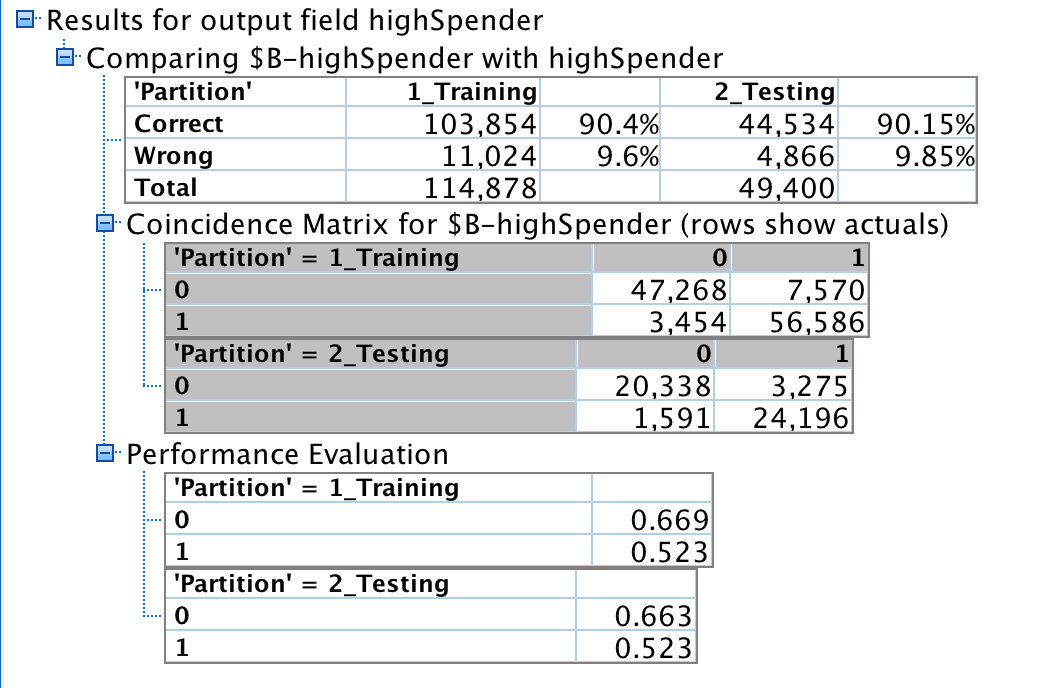 Results for output field highSpender
Comparing $B-highSpender with highSpender
'Partition' 1_Training 2_Testing
Correct 103,854 90.4% 44,534 90.15%
Wrong 11,024 9.6% 4,866 9.85%
Total 114,878 49,400
Coincidence Matrix for $B-highSpender (rows show actuals)
'Partition' = 1_Training 0 1
0 47,268 7,570
1 3,454 56,586
'Partition' = 2_Testing 0 1
0 20,338 3,275
1 1,591 24,196
Performance Evaluation
'Partition' = 1_Training
0 0.669
1 0.523
'Partition' = 2_Testing
0 0.663
1 0.523